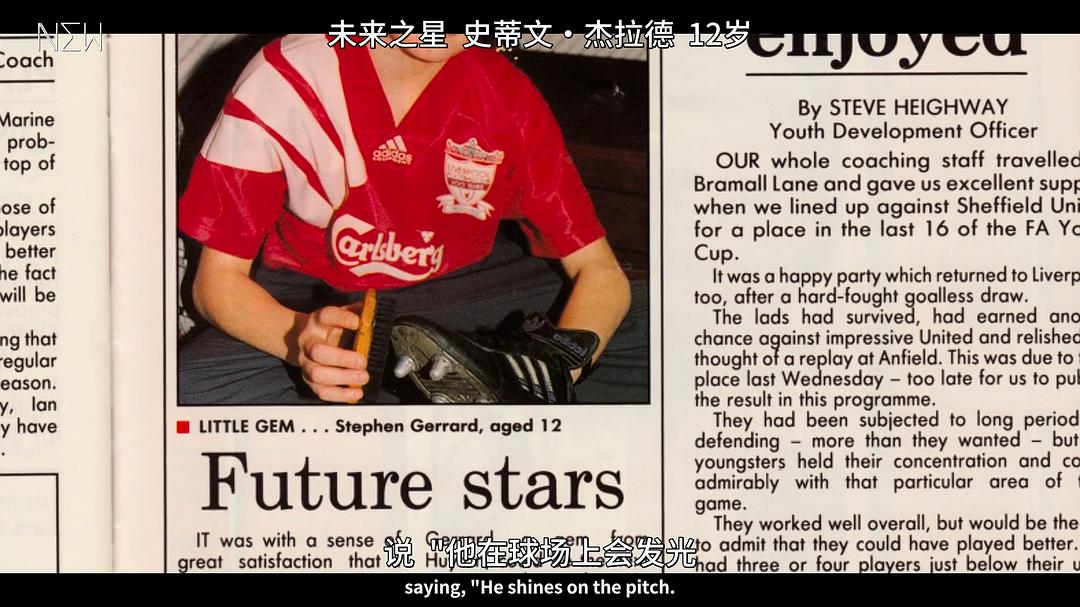 NEW
未来之星 史蒂文·杰拉德 12岁
Coach
Marine
prob-
top of
ose of
players
better
he fact
will be
ng that
regular
eason.
y, Ian
y have
.
adidas
LIVERPOOL
Carlsberg
LITTLE GEM . . . Stephen Gerrard, aged 12
Future stars
IT was with a sense of
great satisfaction that
enjoyed
By STEVE HEIGHWAY
Youth Development Officer
OUR whole coaching staff travelled
Bramall Lane and gave us excellent supp
when we lined up against Sheffield Uni
for a place in the last 16 of the FA Yo
Cup.
It was a happy party which returned to Liverp
too, after a hard-fought goalless draw.
The lads had survived, had earned ano
chance against impressive United and relished
thought of a replay at Anfield. This was due to
place last Wednesday – too late for us to pub
the result in this programme.
They had been subjected to long period
defending – more than they wanted – but
youngsters held their concentration and co
admirably with that particular area of t
game.
They worked well overall, but would be the
to admit that they could have played better.
had three or four players just below their u
说 "他在球场上会发光
saying, "He shines on the pitch.